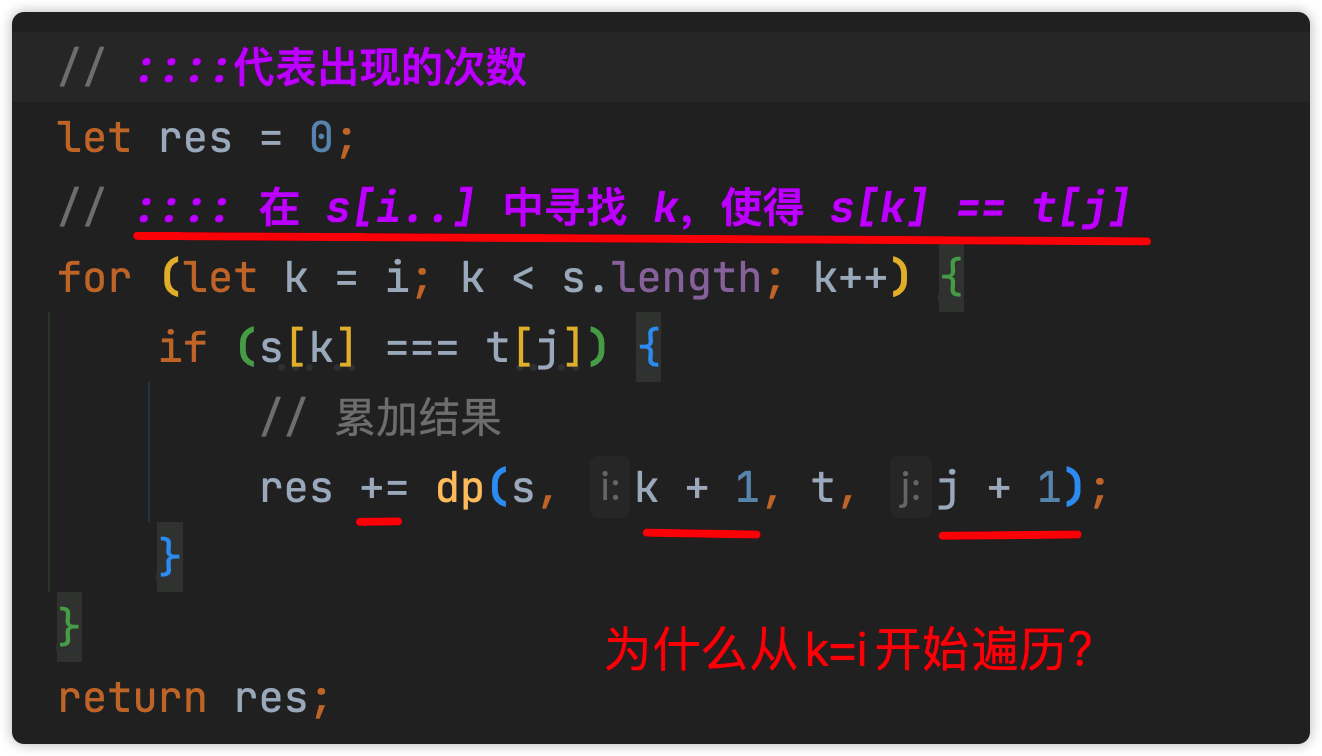 // ::::代表出现的次数
let res = 0;
// :::: 在 s[i..] 中寻找 k，使得 s[k] == t[j]
for (let k = i; k < s.length; k++) {
if (s[k] === t[j]) {
// 累加结果
res += dp(s, i: k + 1, t, j: j + 1);
}
}
为什么从k=i开始遍历？
return res;